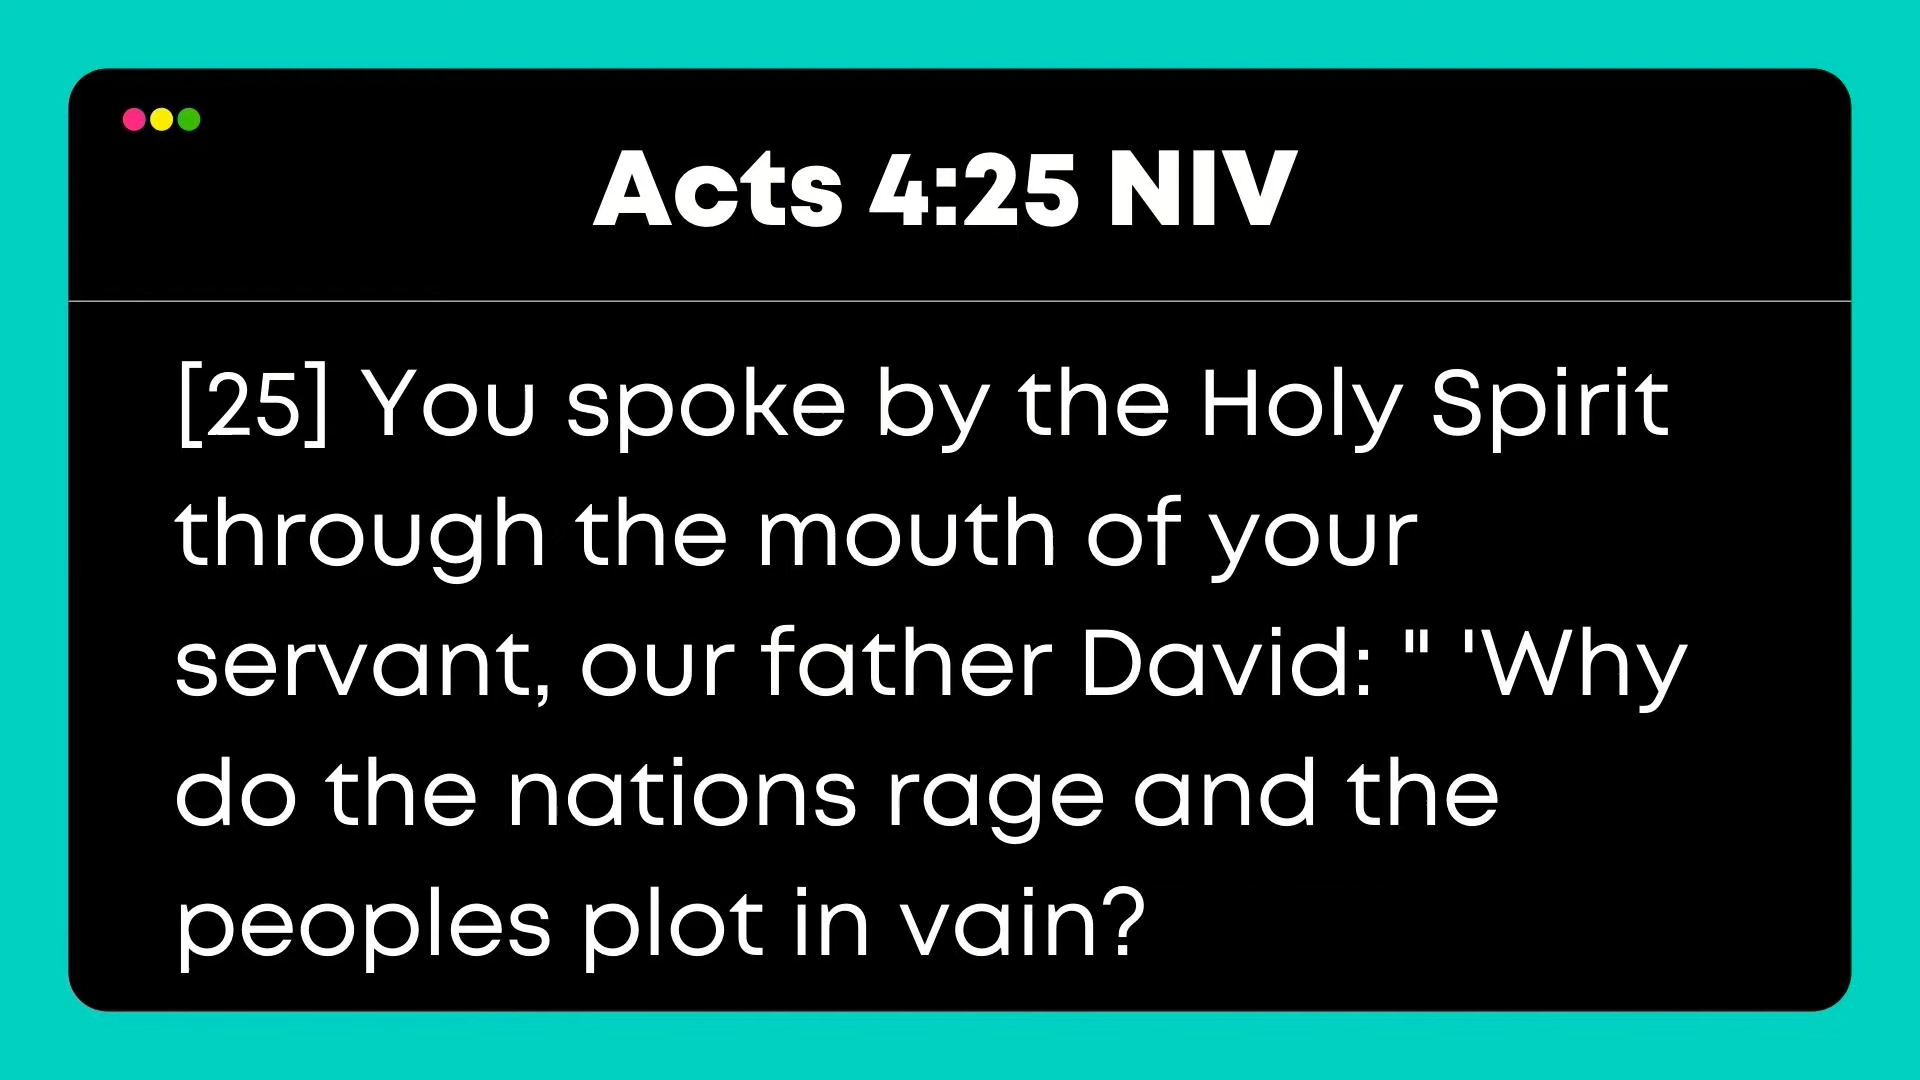 Acts 4:25 NIV
[25] You spoke by the Holy Spirit
through the mouth of your
servant, our father David: " 'Why
do the nations rage and the
peoples plot in vain?